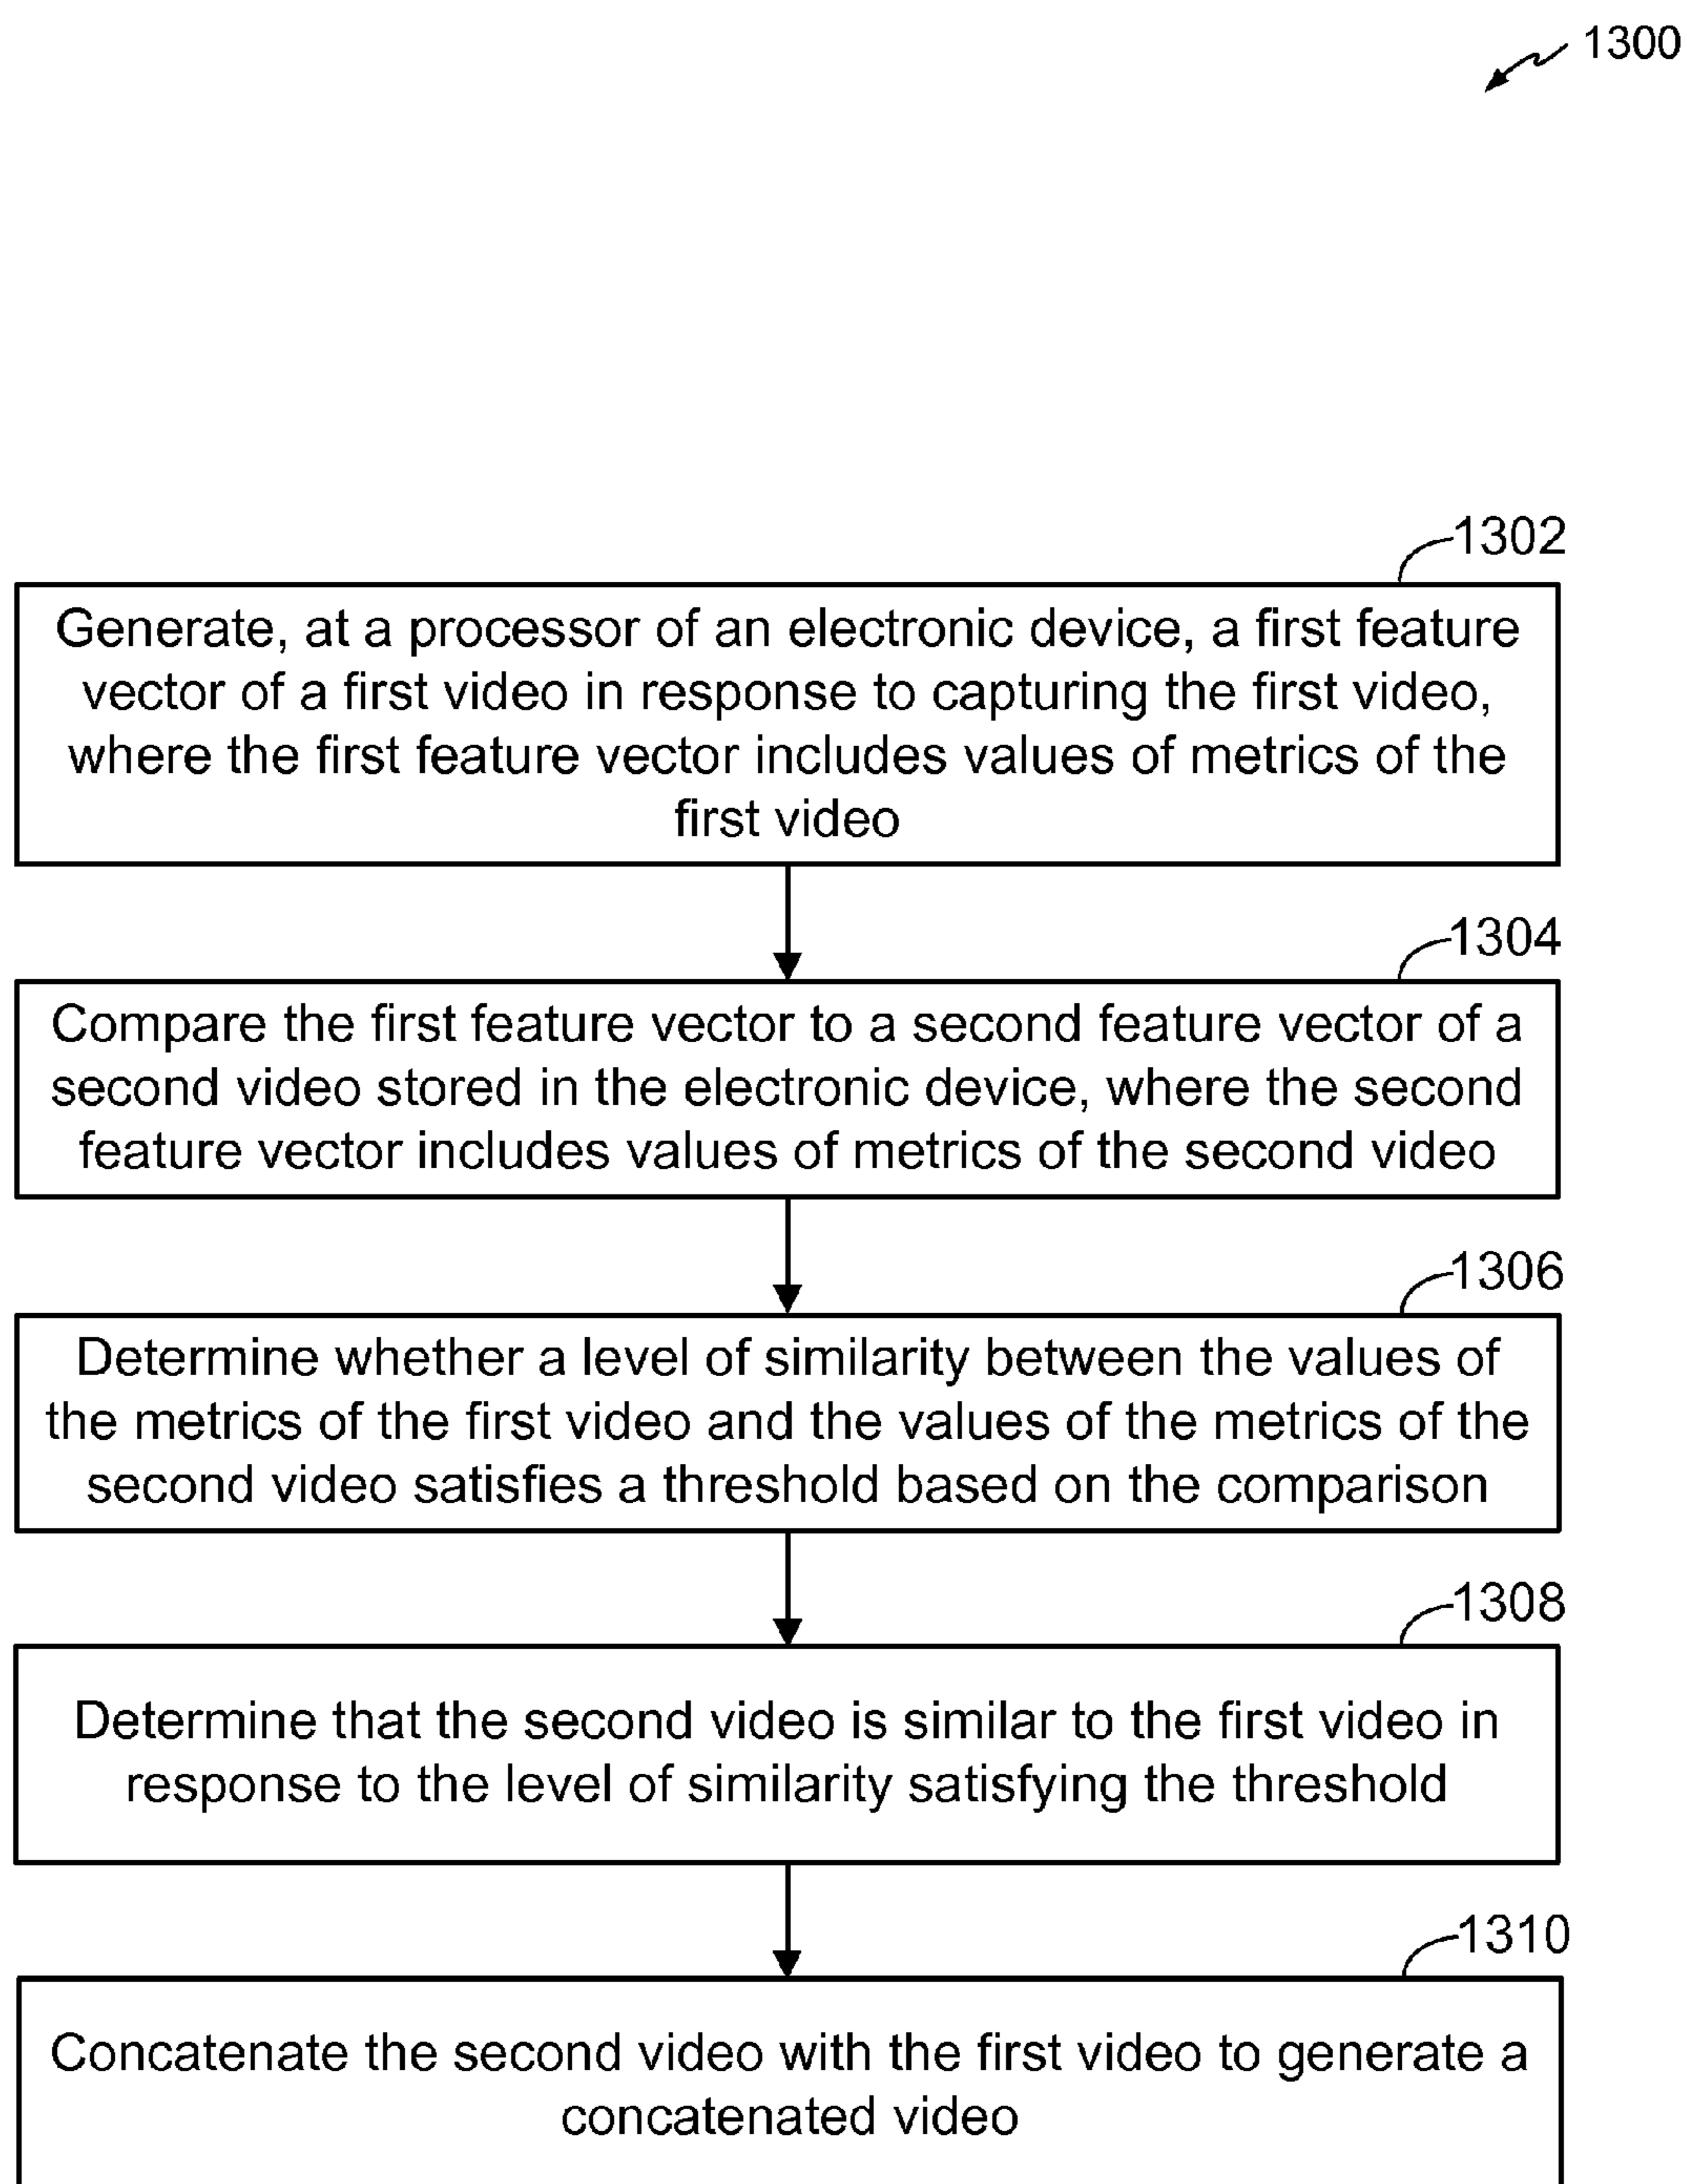 1300
1302
Generate, at a processor of an electronic device, a first feature
vector of a first video in response to capturing the first video,
where the first feature vector includes values of metrics of the
first video
1304
Compare the first feature vector to a second feature vector of a
second video stored in the electronic device, where the second
feature vector includes values of metrics of the second video
1306
Determine whether a level of similarity between the values of
the metrics of the first video and the values of the metrics of the
second video satisfies a threshold based on the comparison
1308
Determine that the second video is similar to the first video in
response to the level of similarity satisfying the threshold
1310
Concatenate the second video with the first video to generate a
concatenated video